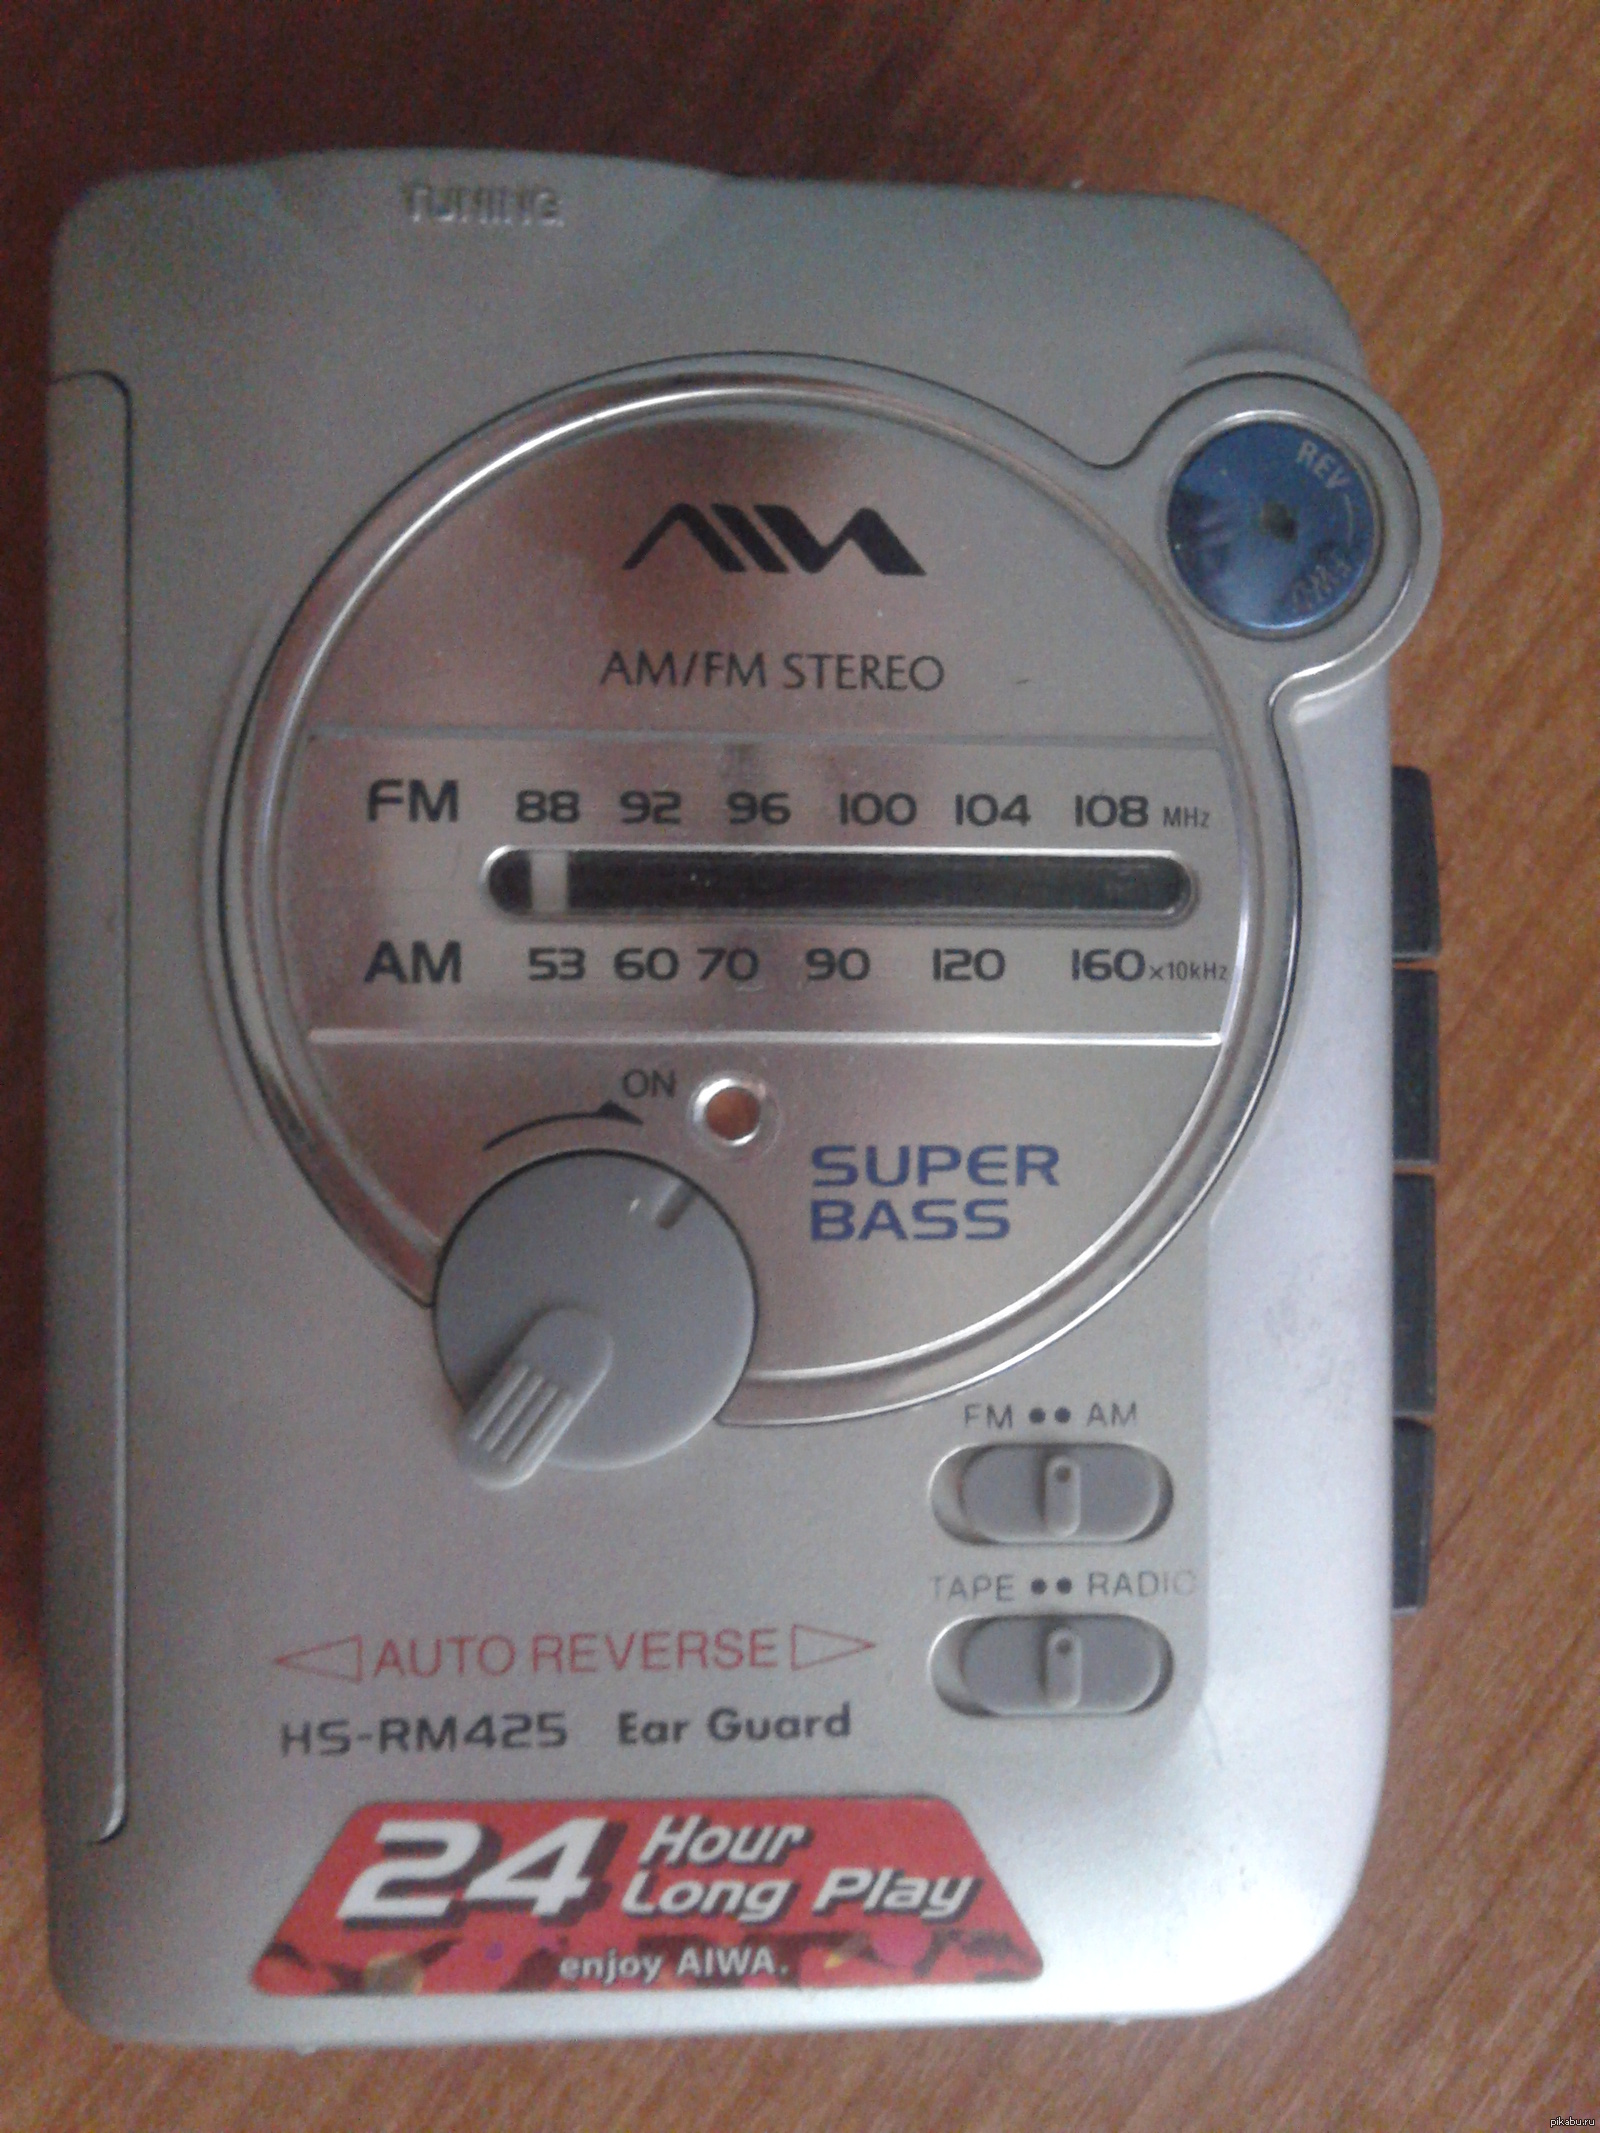 TUNING
REV
FWD
AIWA
AM/FM STEREO
FM 88 92 96 100 104 108 MHz
AM 53 60 70 90 120 160 ×10kHz
ON
SUPER
BASS
FM •• AM
TAPE •• RADIO
AUTO REVERSE
HS-RM425 Ear Guard
24 Hour
Long Play
enjoy AIWA.
pikabu.ru